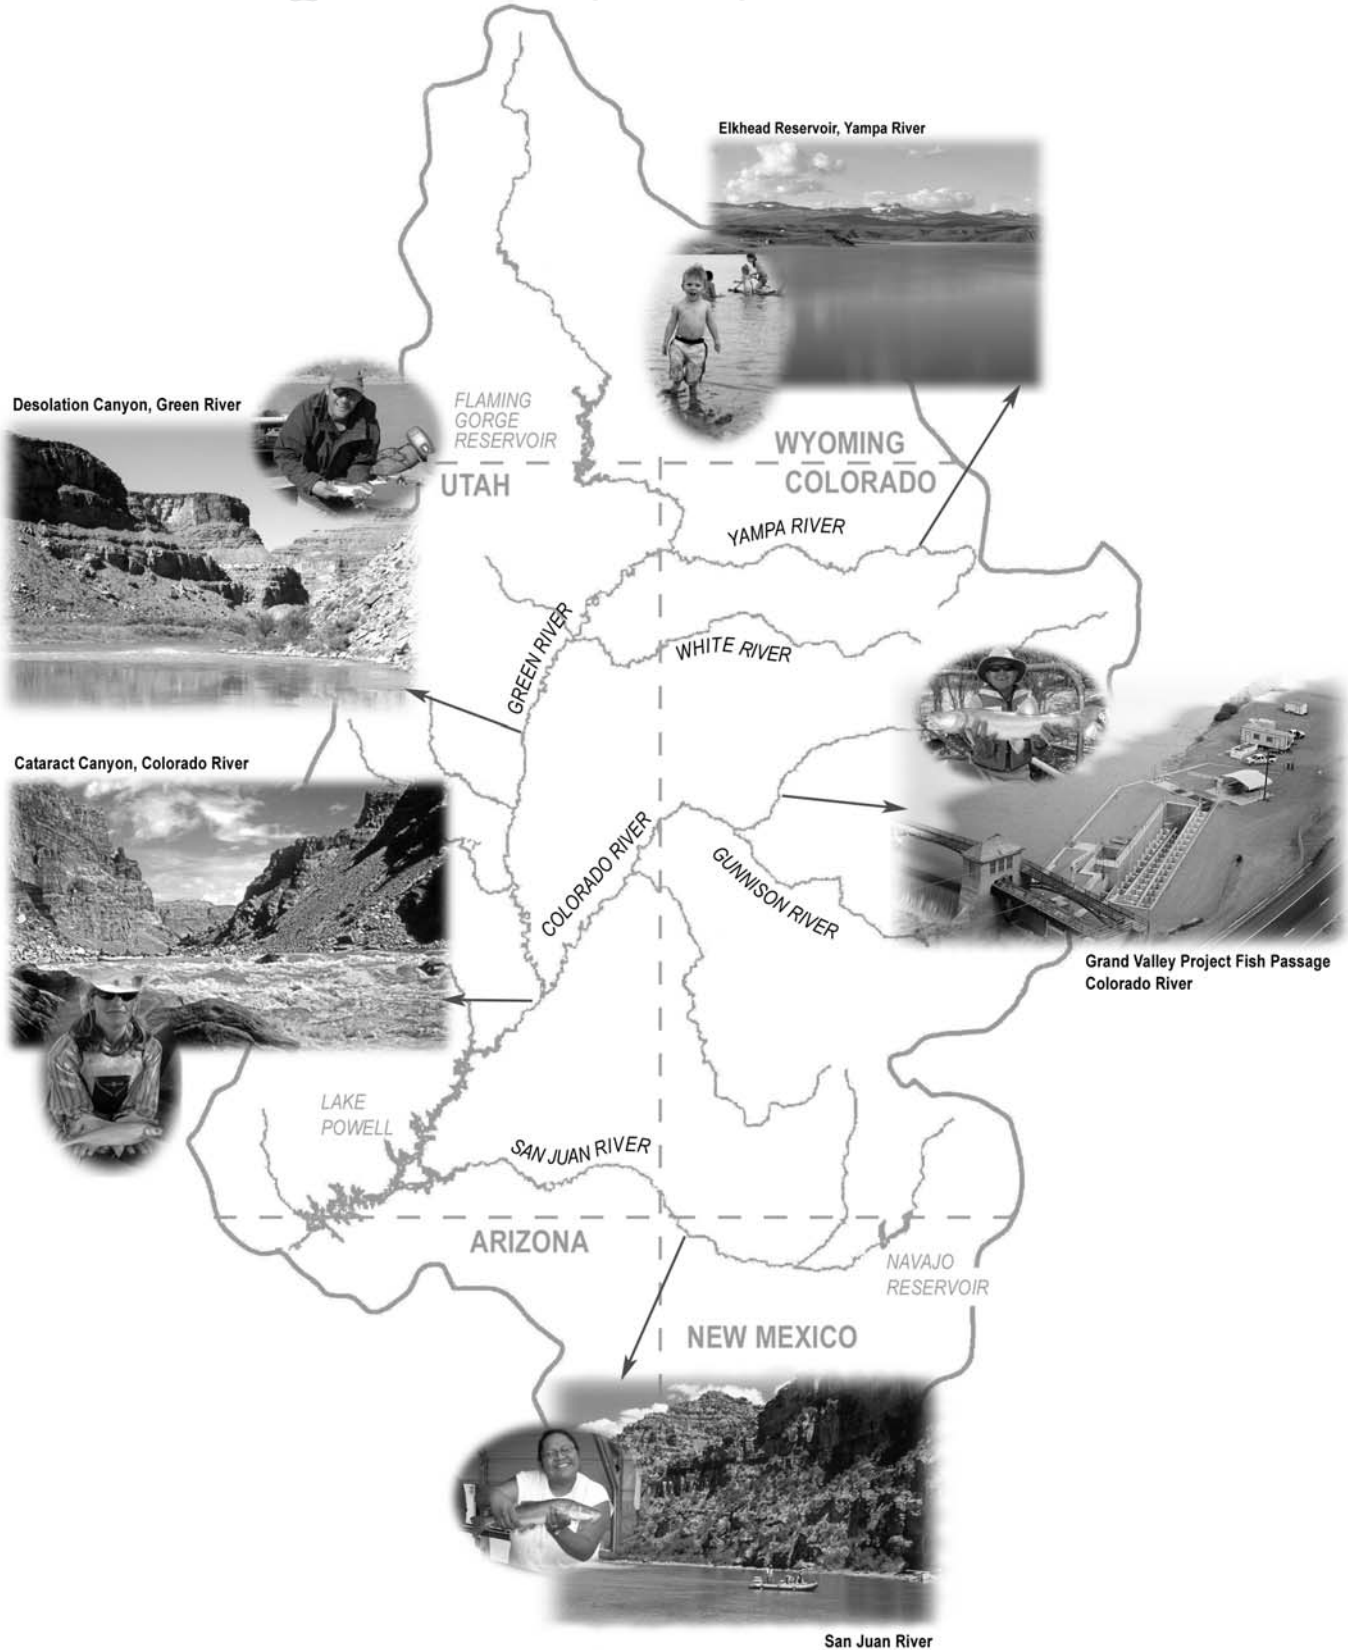 Elkhead Reservoir, Yampa River
Desolation Canyon, Green River
FLAMING
GORGE
RESERVOIR
WYOMING
UTAH
COLORADO
YAMPA RIVER
GREEN RIVER
WHITE RIVER
Cataract Canyon, Colorado River
COLORADO RIVER
GUNNISON RIVER
Grand Valley Project Fish Passage
Colorado River
LAKE
POWELL
SAN JUAN RIVER
ARIZONA
NAVAJO
RESERVOIR
NEW MEXICO
San Juan River